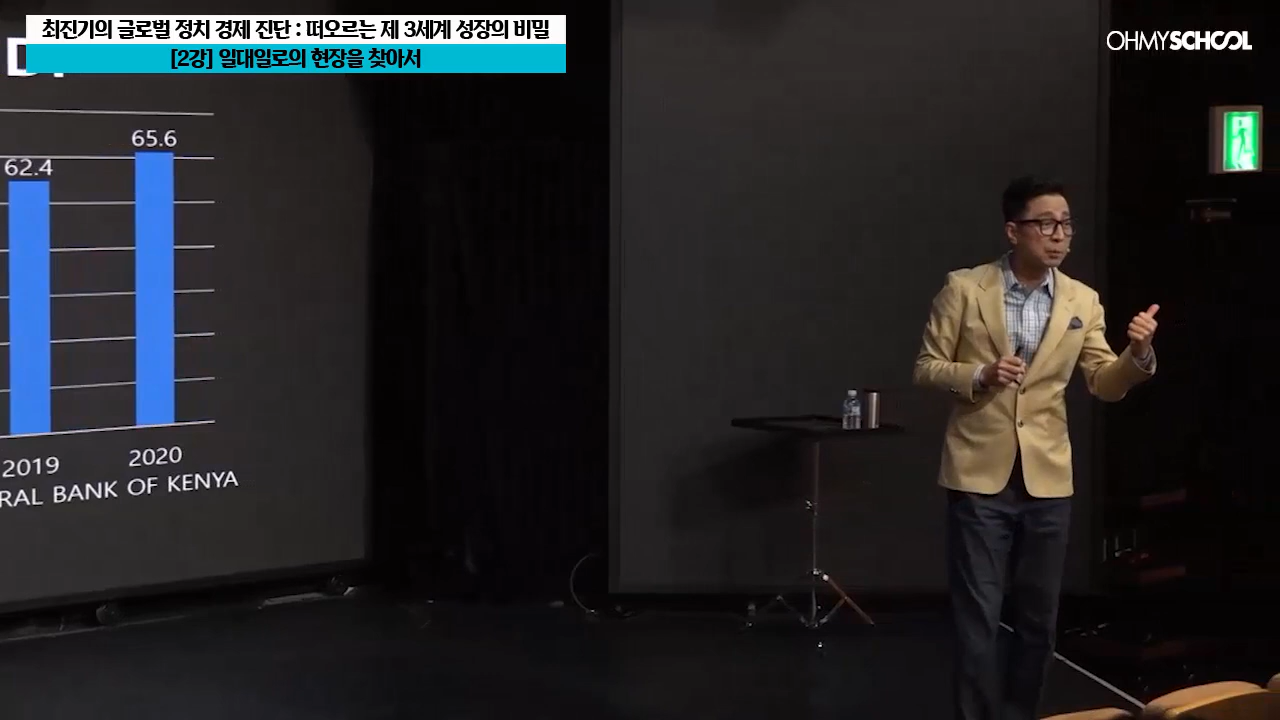 최진기의 글로벌 정치 경제 진단 : 떠오르는 제 3세계 성장의 비밀
[2강] 일대일로의 현장을 찾아서
OHMYSCHOOL
65.6
62.4
2019 2020
RAL BANK OF KENYA